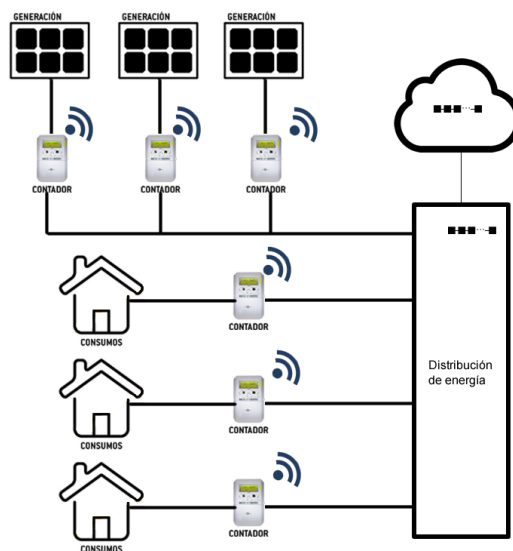 GENERACIÓN
GENERACIÓN
GENERACIÓN
CONTADOR
CONTADOR
CONTADOR
CONTADOR
CONSUMOS
Distribución
de energía
CONTADOR
CONSUMOS
CONTADOR
CONSUMOS